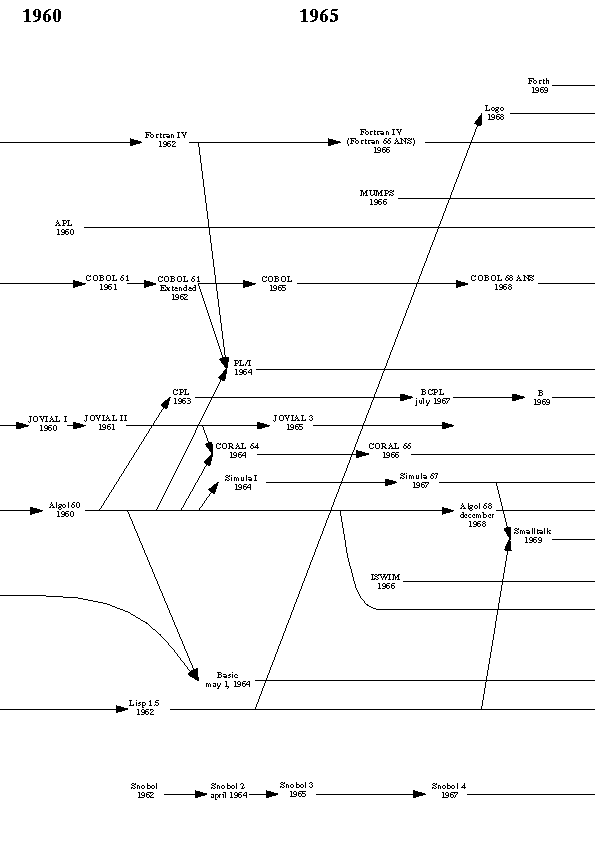 1960
1965
Forth
1969
Logo
1968
Fortran IV
1962
Fortran IV
(Fortran 66 ANS)
1966
MUMPS
1966
APL
1960
COBOL 61
1961
COBOL 61
Extended
1962
COBOL
1965
COBOL 68 ANS
1968
PL/I
1964
CPL
1963
BCPL
july 1967
B
1969
JOVIAL I
1960
JOVIAL II
1961
JOVIAL 3
1965
CORAL 64
1964
CORAL 66
1966
Simula I
1964
Simula 67
1967
Algol 60
1960
Algol 68
december
1968
Smalltalk
1969
ISWIM
1966
Basic
may 1, 1964
Lisp 1.5
1962
Snobol
1962
Snobol 2
april 1964
Snobol 3
1965
Snobol 4
1967